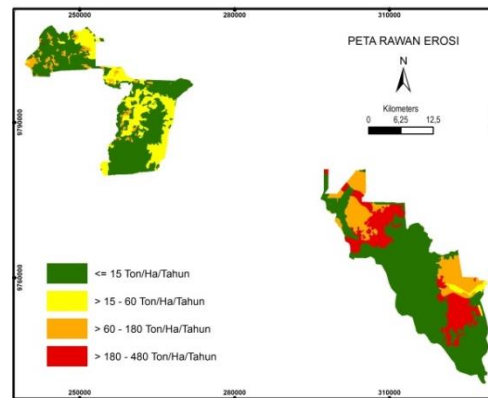 250000 280000 310000
PETA RAWAN EROSI
N
Kilometers
0 6,25 12,5
9790000
9760000
<= 15 Ton/Ha/Tahun
> 15 - 60 Ton/Ha/Tahun
> 60 - 180 Ton/Ha/Tahun
> 180 - 480 Ton/Ha/Tahun
250000 280000 310000